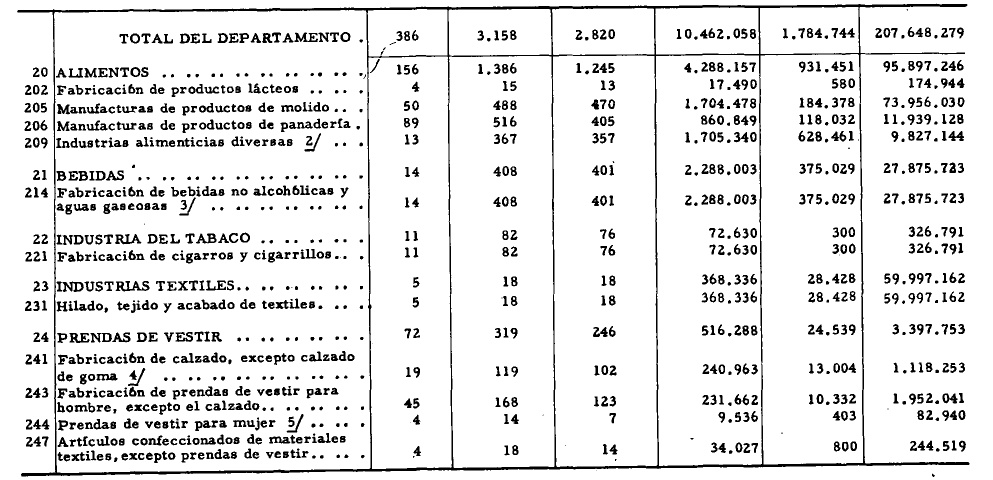 TOTAL DEL DEPARTAMENTO . 386 3.158 2.820 10.462.058 1.784.744 207.648.279
20 ALIMENTOS .. .. .. .. .. .. .. .. .. .. . 156 1.386 1.245 4.288.157 931.451 95.897.246
202 Fabricación de productos lácteos .. .. . 4 15 13 17.490 580 174.944
205 Manufacturas de productos de molido .. . 50 488 470 1.704.478 184.378 73.956.030
206 Manufacturas de productos de panadería . 89 516 405 860.849 118.032 11.939.128
209 Industrias alimenticias diversas 2/ .. . 13 367 357 1.705.340 628.461 9.827.144
21 BEBIDAS .. .. .. .. .. .. .. .. .. .. .. . 14 408 401 2.288.003 375.029 27.875.723
214 Fabricación de bebidas no alcohólicas y
aguas gaseosas 3/ .. .. .. .. .. .. .. . 14 408 401 2.288.003 375.029 27.875.723
22 INDUSTRIA DEL TABACO .. .. .. .. . 11 82 76 72.630 300 326.791
221 Fabricación de cigarros y cigarrillos.. . 11 82 76 72.630 300 326.791
23 INDUSTRIAS TEXTILES.. .. .. .. .. . 5 18 18 368.336 28.428 59.997.162
231 Hilado, tejido y acabado de textiles. .. . 5 18 18 368.336 28.428 59.997.162
24 PRENDAS DE VESTIR .. .. .. .. .. .. . 72 319 246 516.288 24.539 3.397.753
241 Fabricación de calzado, excepto calzado
de goma 4/ .. .. .. .. .. .. .. .. .. . 19 119 102 240.963 13.004 1.118.253
243 Fabricación de prendas de vestir para
hombre, excepto el calzado.. .. .. .. . 45 168 123 231.662 10.332 1.952.041
244 Prendas de vestir para mujer 5/ .. .. . 4 14 7 9.536 403 82.940
247 Artículos confeccionados de materiales
textiles, excepto prendas de vestir.. .. . 4 18 14 34.027 800 244.519